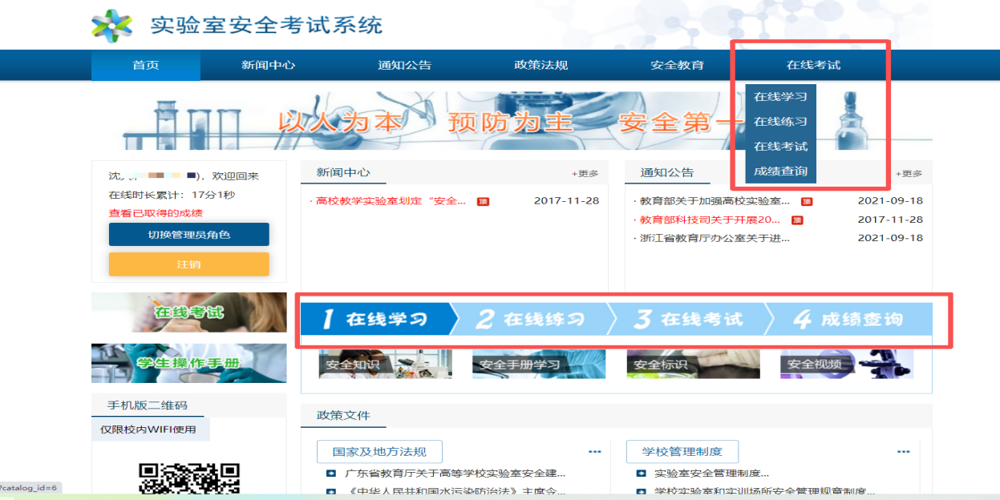 实验室安全考试系统
首页 新闻中心 通知公告 政策法规 安全教育 在线考试
在线学习
在线练习
在线考试
成绩查询
以人为本 预防为主 安全第一
沈 ), 欢迎回来
在线时长累计: 17分1秒
查看已取得的成绩
切换管理员角色
注销
新闻中心 +更多
·高校教学实验室划定“安全... 顶 2017-11-28
通知公告 +更多
·教育部关于加强高校实验室... 顶 2021-09-18
·教育部科技司关于开展20... 顶 2017-11-28
·浙江省教育厅办公室关于进... 2021-09-18
在线考试
学生操作手册
1 在线学习 2 在线练习 3 在线考试 4 成绩查询
安全知识 安全手册学习 安全标识 安全视频
手机版二维码
仅限校内WIFI使用
政策文件
国家及地方法规 ...
广东省教育厅关于高等学校实验室安全建...
《中华人民共和国水污染防治法》主席令...
学校管理制度 ...
实验室安全管理制度...
学校实验室和实训场所安全管理规章制度...
?catalog_id=6